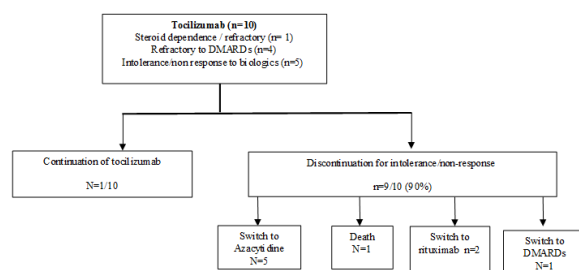 Tocilizumab (n=10)
Steroid dependence / refractory (n= 1)
Refractory to DMARDs (n=4)
Intolerance/non response to biologics (n=5)
Continuation of tocilizumab
N=1/10
Discontinuation for intolerance/non-response
n=9/10 (90%)
Switch to
Azacytidine
N=5
Death
N=1
Switch to
rituximab n=2
Switch to
DMARDs
N=1